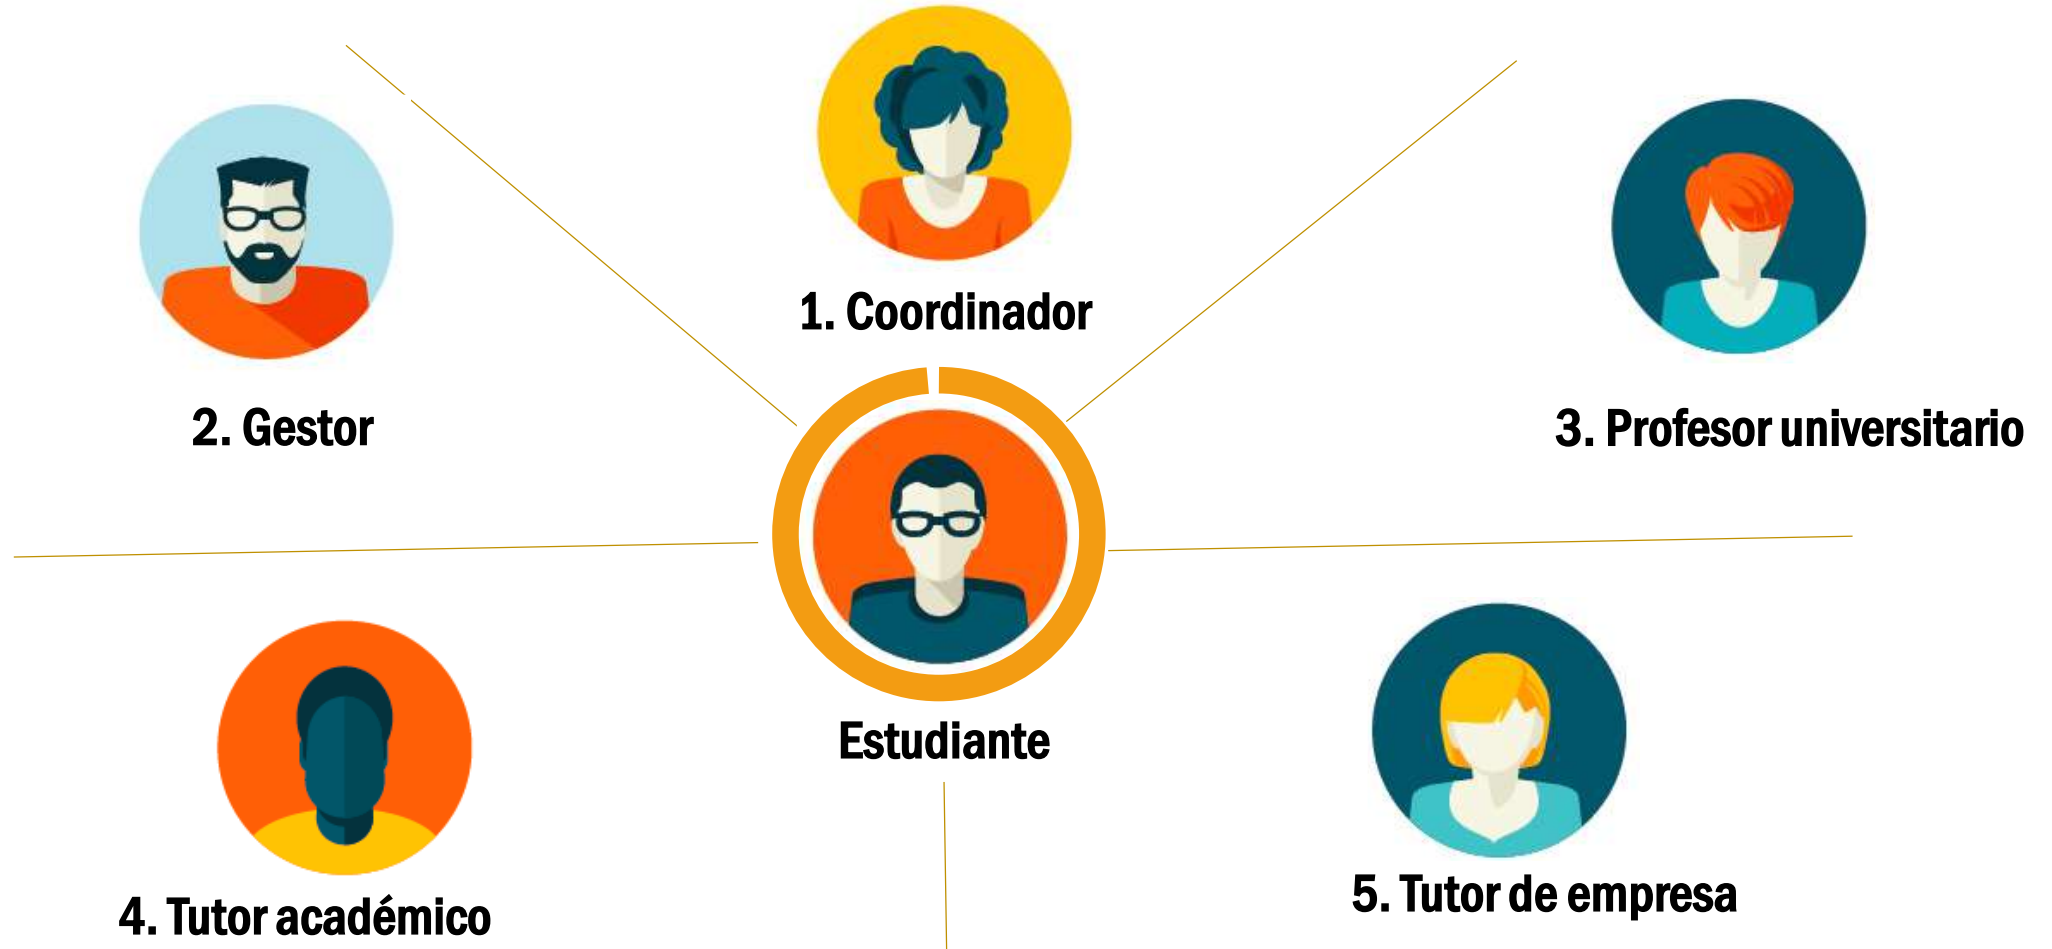 1. Coordinador
2. Gestor
3. Profesor universitario
Estudiante
4. Tutor académico
5. Tutor de empresa